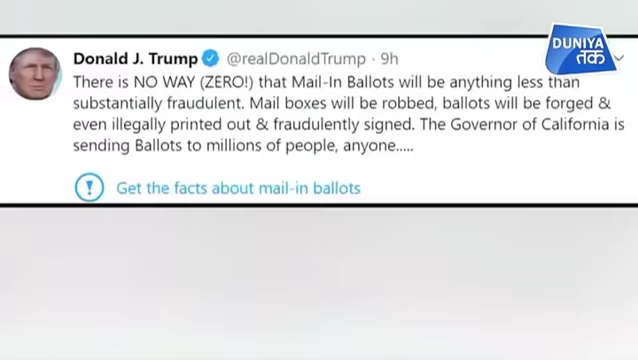 DUNIYA
तक
Donald J. Trump @realDonaldTrump · 9h
There is NO WAY (ZERO!) that Mail-In Ballots will be anything less than
substantially fraudulent. Mail boxes will be robbed, ballots will be forged &
even illegally printed out & fraudulently signed. The Governor of California is
sending Ballots to millions of people, anyone.....
Get the facts about mail-in ballots